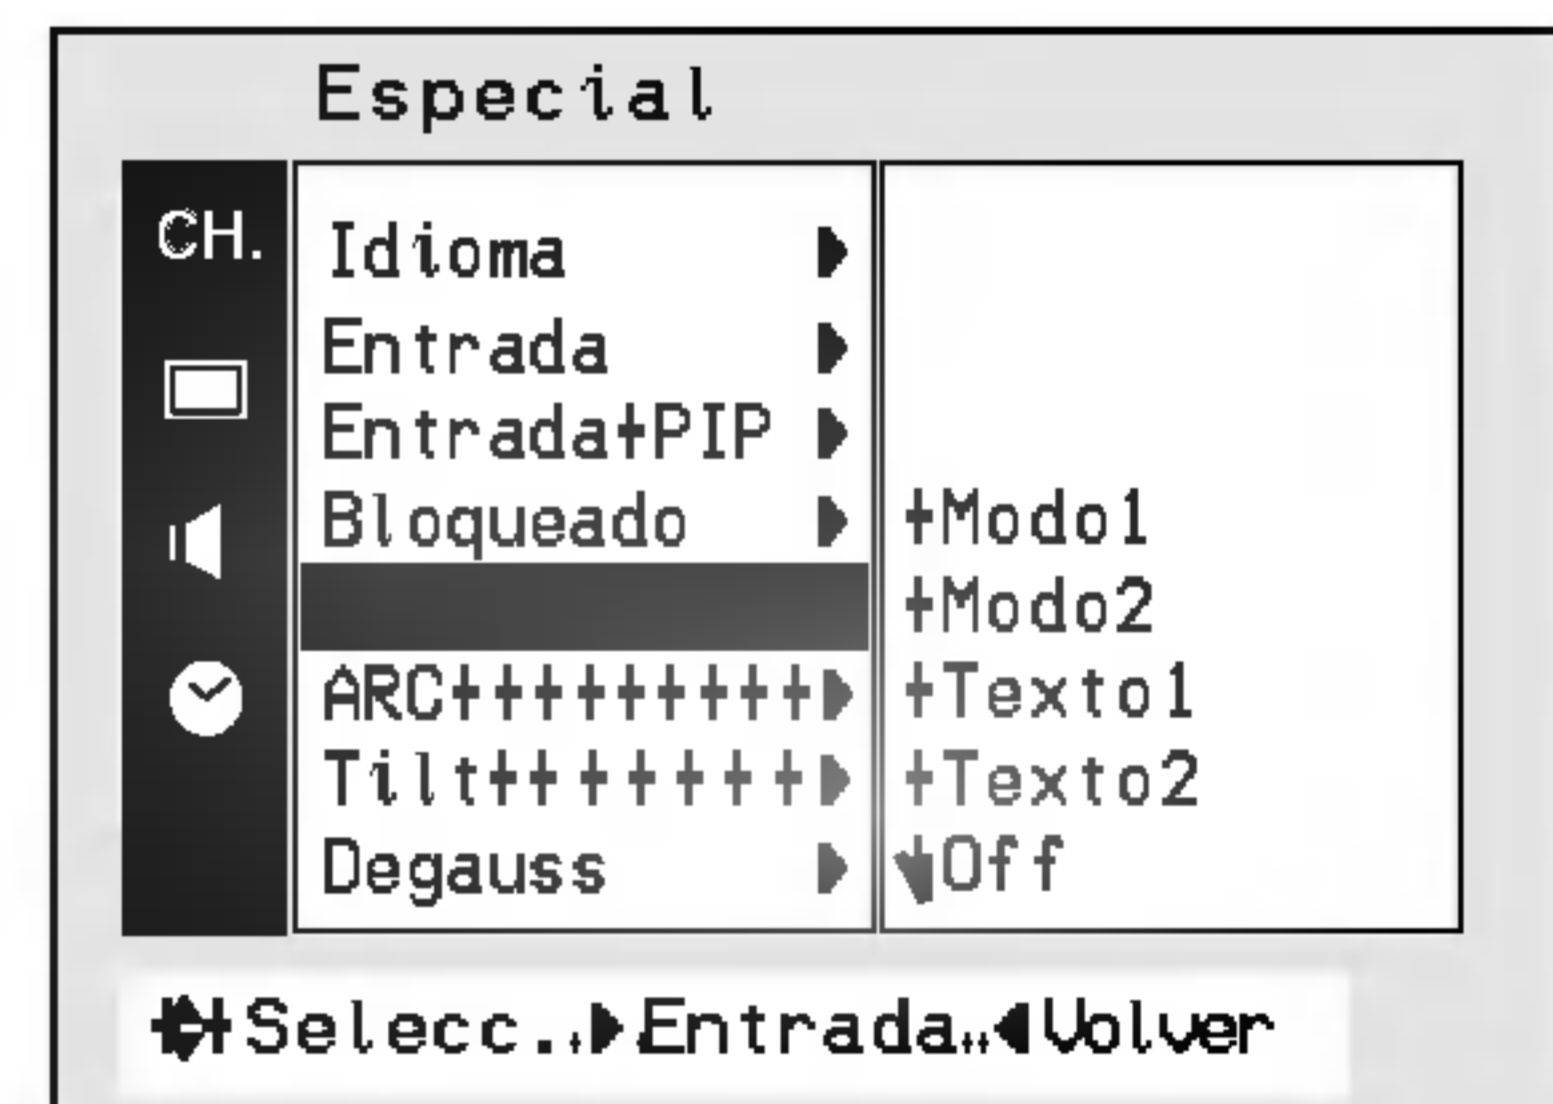 Especial
CH.
Idioma
Entrada
Entrada PIP
Bloqueado
ARC
Tilt
Degauss
Modo1
Modo2
Texto1
Texto2
Off
Selecc. Entrada Volver